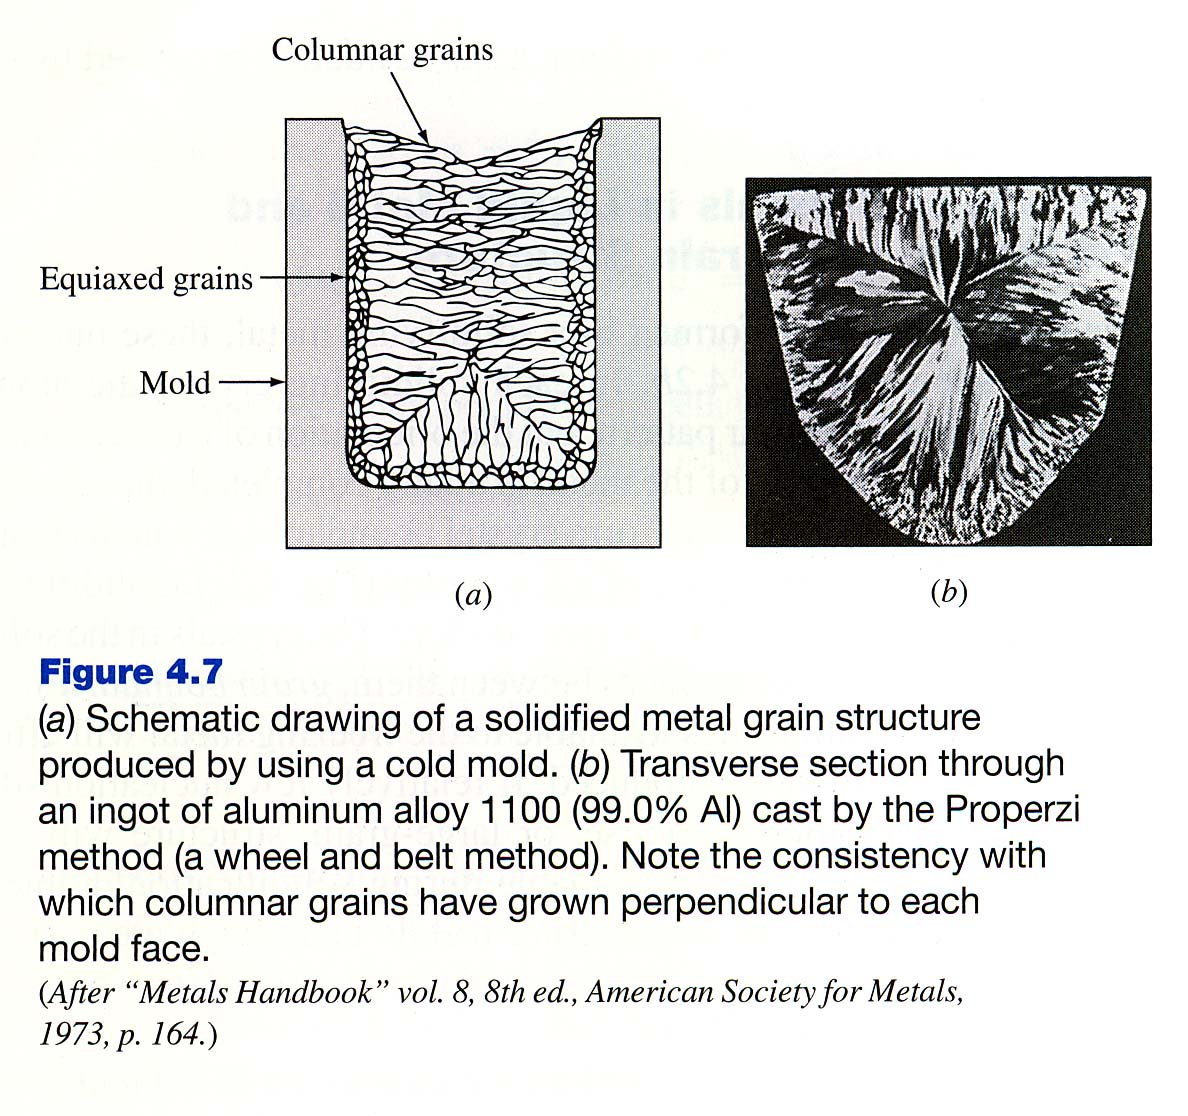 Columnar grains
Equiaxed grains
Mold
(a)
(b)
Figure 4.7
(a) Schematic drawing of a solidified metal grain structure
produced by using a cold mold. (b) Transverse section through
an ingot of aluminum alloy 1100 (99.0% Al) cast by the Properzi
method (a wheel and belt method). Note the consistency with
which columnar grains have grown perpendicular to each
mold face.
(After “Metals Handbook” vol. 8, 8th ed., American Society for Metals,
1973, p. 164.)